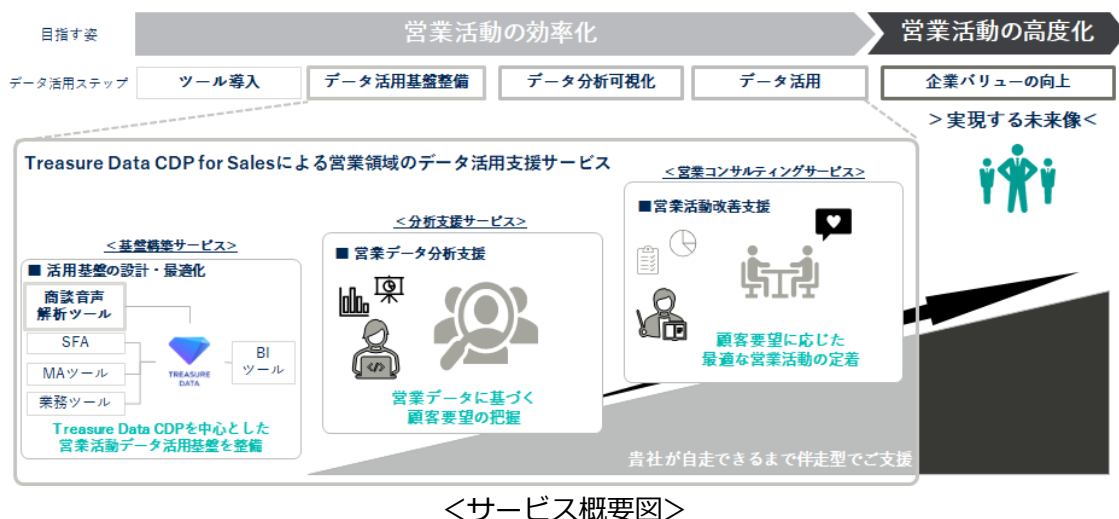 目指す姿
営業活動の効率化
営業活動の高度化
データ活用ステップ
ツール導入
データ活用基盤整備
データ分析可視化
データ活用
企業バリューの向上
>実現する未来像<
Treasure Data CDP for Salesによる営業領域のデータ活用支援サービス
<基盤構築サービス>
■ 活用基盤の設計・最適化
商談音声
解析ツール
SFA
MAツール
業務ツール
TREASURE
DATA
BI
ツール
Treasure Data CDPを中心とした
営業活動データ活用基盤を整備
<分析支援サービス>
■ 営業データ分析支援
</>
営業データに基づく
顧客要望の把握
<営業コンサルティングサービス>
■営業活動改善支援
顧客要望に応じた
最適な営業活動の定着
貴社が自走できるまで伴走型でご支援
<サービス概要図>